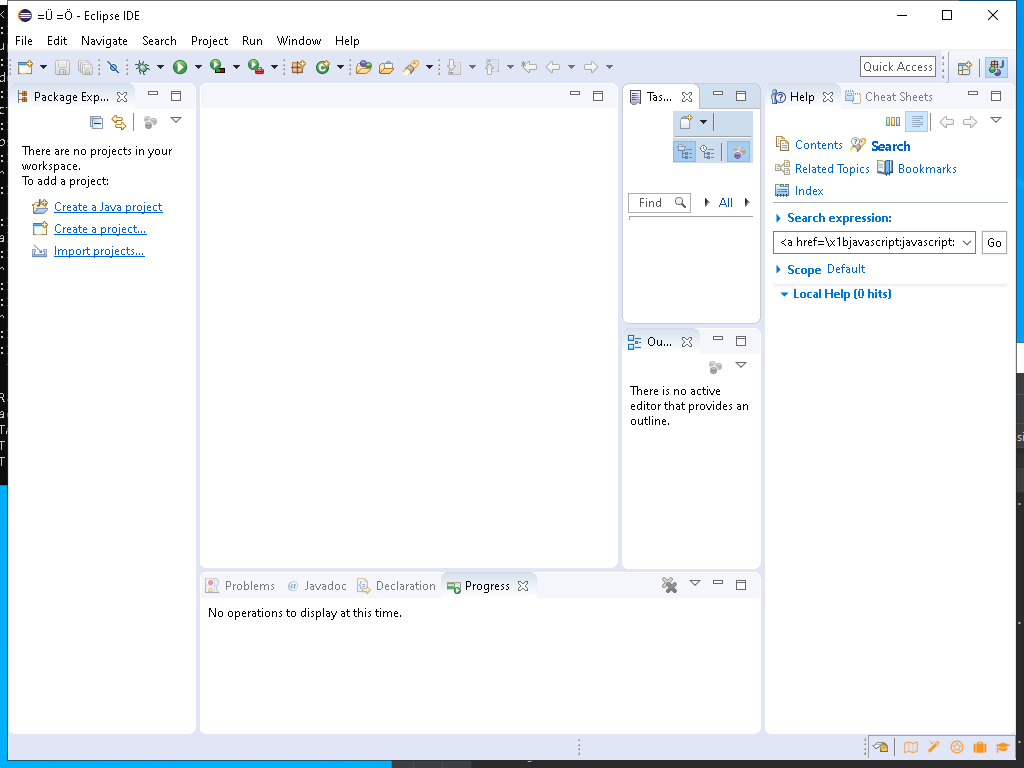 =Ü =Ö - Eclipse IDE
File Edit Navigate Search Project Run Window Help
Quick Access
Package Exp...
There are no projects in your
workspace.
To add a project:
Create a Java project
Create a project...
Import projects...
Tas...
Find
All
Ou...
There is no active
editor that provides an
outline.
Help
Cheat Sheets
Contents
Search
Related Topics
Bookmarks
Index
Search expression:
<a href=\x1bjavascript:javascript:
Go
Scope Default
Local Help (0 hits)
Problems
@ Javadoc
Declaration
Progress
No operations to display at this time.